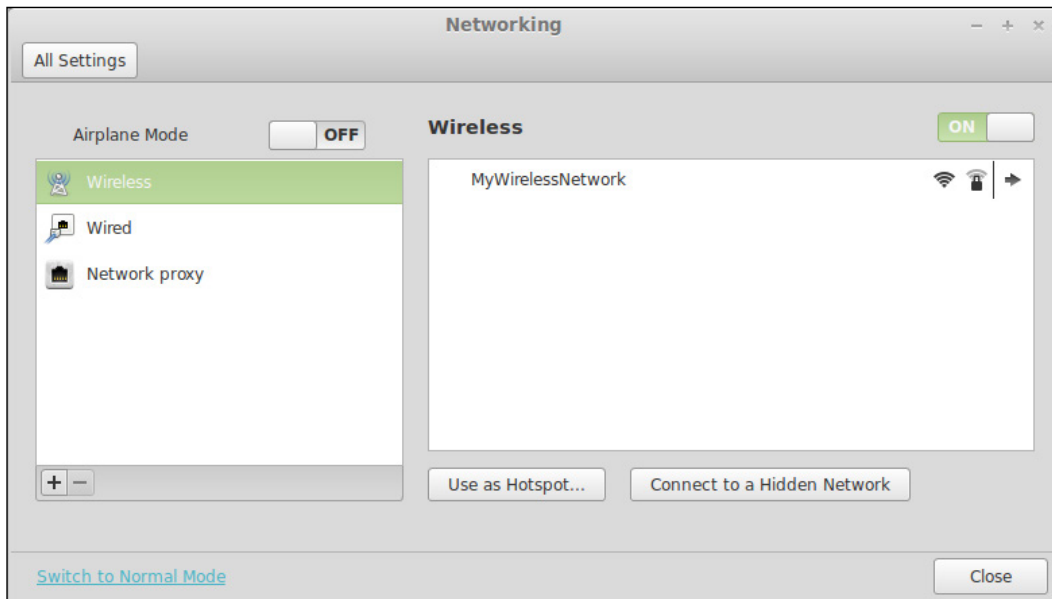 Networking
All Settings
Airplane Mode OFF
Wireless ON
Wireless
Wired
Network proxy
MyWirelessNetwork
Use as Hotspot...
Connect to a Hidden Network
Switch to Normal Mode
Close